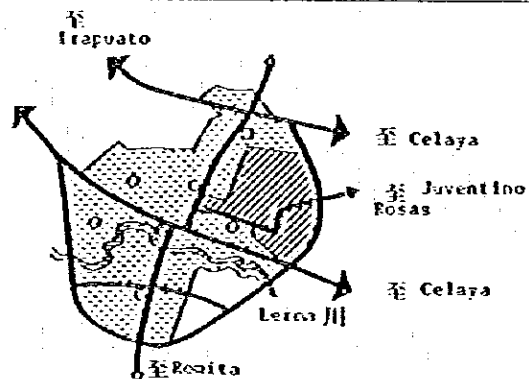 至
Irapuato
至 Celaya
至 Juventino
Rosas
至 Celaya
Lerma 川
至